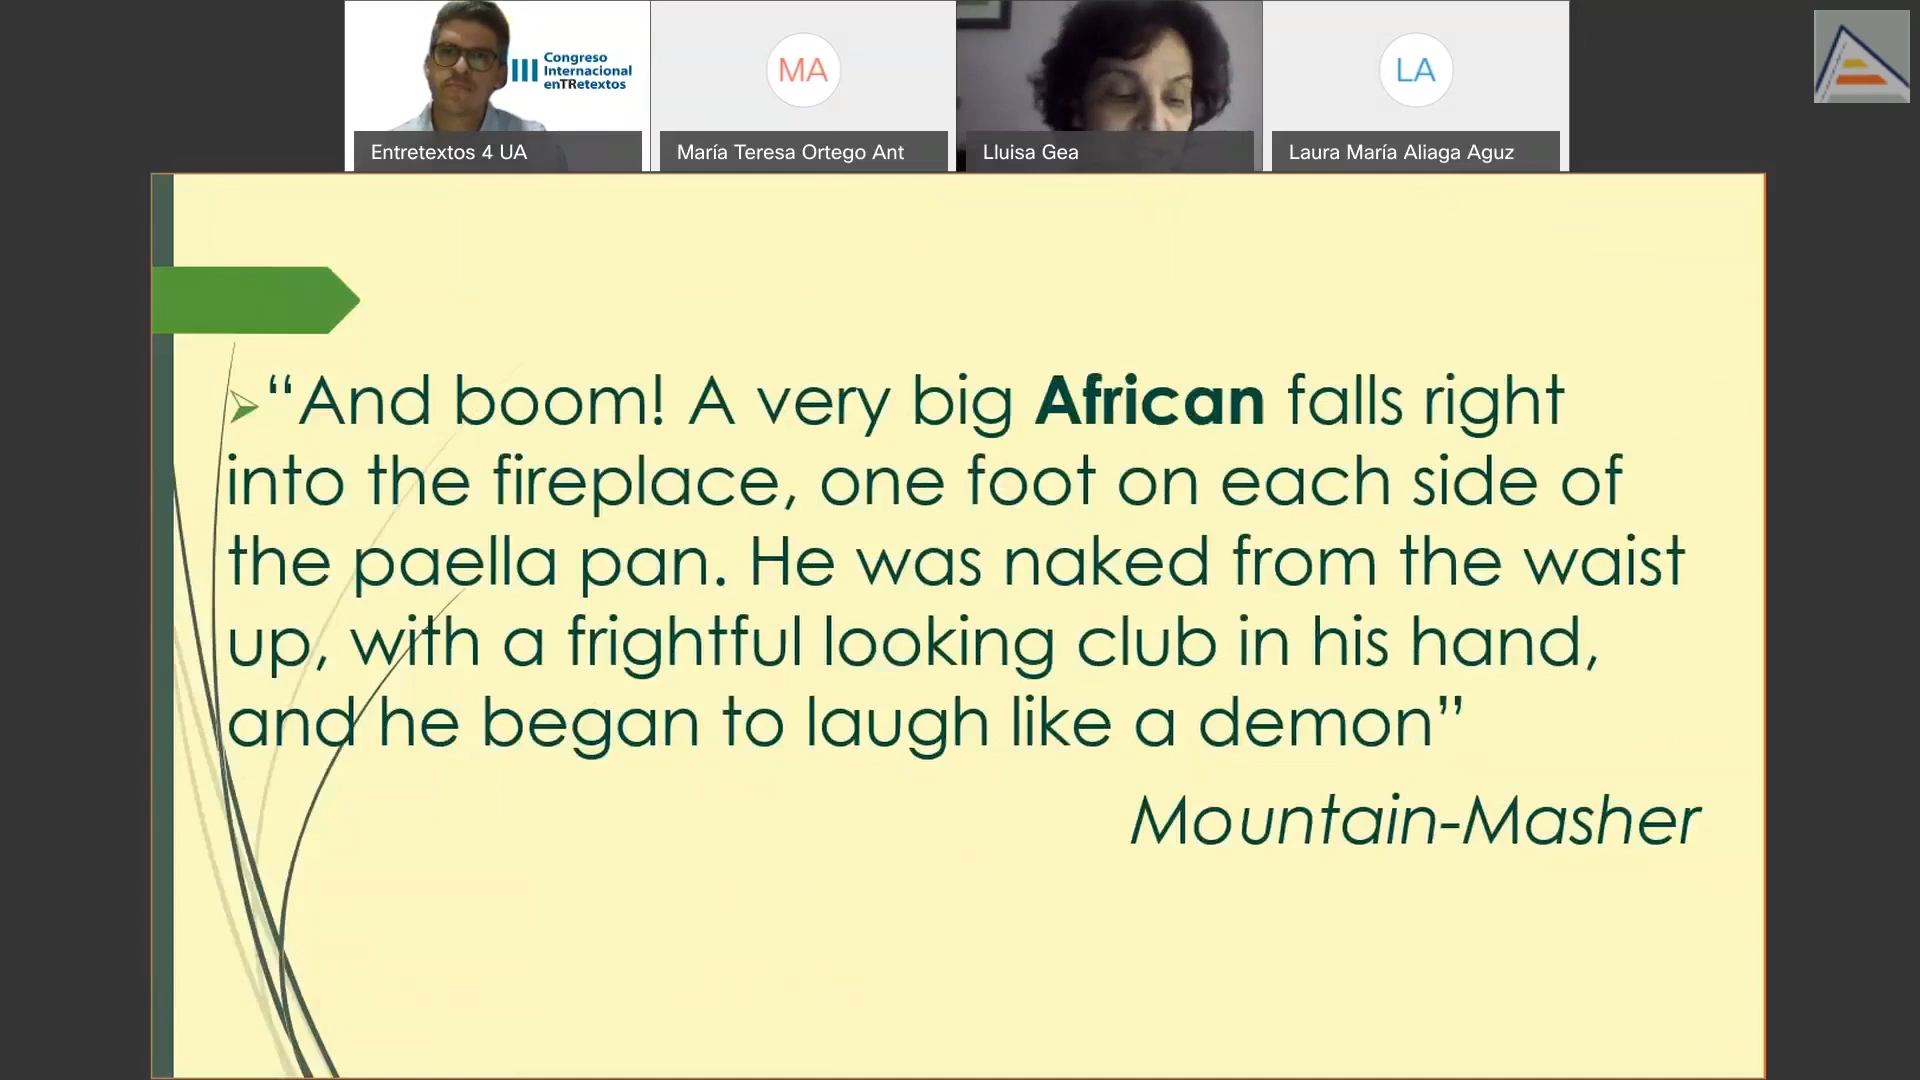 III Congreso
Internacional
enTRetextos
MA
LA
Entretextos 4 UA
María Teresa Ortego Ant
Lluisa Gea
Laura María Aliaga Aguz
“And boom! A very big African falls right
into the fireplace, one foot on each side of
the paella pan. He was naked from the waist
up, with a frightful looking club in his hand,
and he began to laugh like a demon”
Mountain-Masher